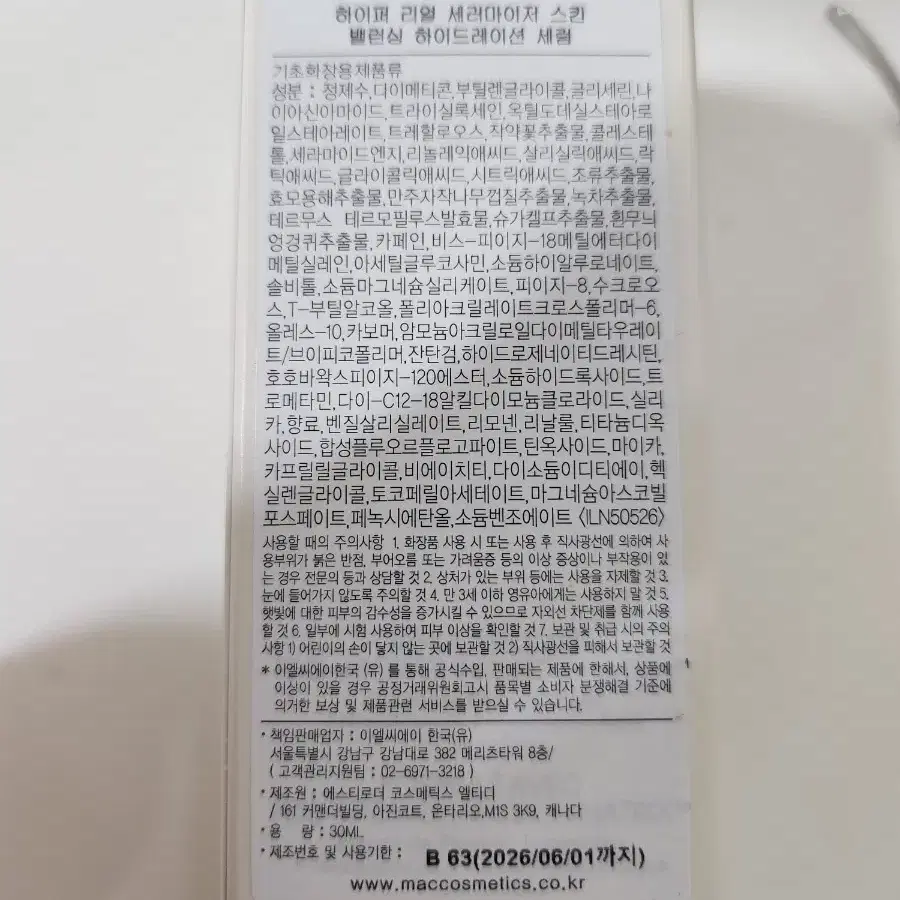 하이퍼 리얼 세러마이저 스킨
밸런싱 하이드레이션 세럼
기초화장용제품류
성분 : 정제수,다이메티콘,부틸렌글라이콜,글리세린,나
이아신아마이드,트라이실록세인,옥틸도데실스테아로
일스테아레이트,트레할로오스,작약꽃추출물,콜레스테
롤,세라마이드엔지,리놀레익애씨드,살리실릭애씨드,락
틱애씨드,글라이콜릭애씨드,시트릭애씨드,조류추출물,
효모용해추출물,만주자작나무껍질추출물,녹차추출물,
테르무스 테르모필루스발효물,슈가켈프추출물,흰무늬
엉겅퀴추출물,카페인,비스-피이지-18메틸에터다이
메틸실레인,아세틸글루코사민,소듐하이알루로네이트,
솔비톨,소듐마그네슘실리케이트,피이지-8,수크로오
스,T-부틸알코올,폴리아크릴레이트크로스폴리머-6,
올레스-10,카보머,암모늄아크릴로일다이메틸타우레이
트/브이피코폴리머,잔탄검,하이드로제네이티드레시틴,
호호바왁스피이지-120에스터,소듐하이드록사이드,트
로메타민,다이-C12-18알킬다이모늄클로라이드,실리
카,향료,벤질살리실레이트,리모넨,리날룰,티타늄디옥
사이드,합성플루오르플로고파이트,틴옥사이드,마이카,
카프릴릴글라이콜,비에이치티,다이소듐이디티에이,헥
실렌글라이콜,토코페릴아세테이트,마그네슘아스코빌
포스페이트,페녹시에탄올,소듐벤조에이트 <ILN50526>
사용할 때의 주의사항 1. 화장품 사용 시 또는 사용 후 직사광선에 의하여 사
용부위가 붉은 반점, 부어오름 또는 가려움증 등의 이상 증상이나 부작용이 있
는 경우 전문의 등과 상담할 것 2. 상처가 있는 부위 등에는 사용을 자제할 것 3.
눈에 들어가지 않도록 주의할 것 4. 만 3세 이하 영유아에게는 사용하지 말 것 5.
햇빛에 대한 피부의 감수성을 증가시킬 수 있으므로 자외선 차단제를 함께 사용
할 것 6. 일부에 시험 사용하여 피부 이상을 확인할 것 7. 보관 및 취급 시의 주의
사항 1) 어린이의 손이 닿지 않는 곳에 보관할 것 2) 직사광선을 피해서 보관할 것
* 이엘씨에이한국 (유) 를 통해 공식수입, 판매되는 제품에 한해서, 상품에
이상이 있을 경우 공정거래위원회고시 품목별 소비자 분쟁해결 기준에
의거한 보상 및 제품관련 서비스를 받으실 수 있습니다.
· 책임판매업자 : 이엘씨에이 한국(유)
서울특별시 강남구 강남대로 382 메리츠타워 8층/
( 고객관리지원팀 : 02-6971-3218 )
· 제조원 : 에스티로더 코스메틱스 엘티디
/ 161 커맨더빌딩, 아진코트, 온타리오,M1S 3K9, 캐나다
· 용 량 : 30ML
· 제조번호 및 사용기한 : B 63(2026/06/01까지)
www.maccosmetics.co.kr